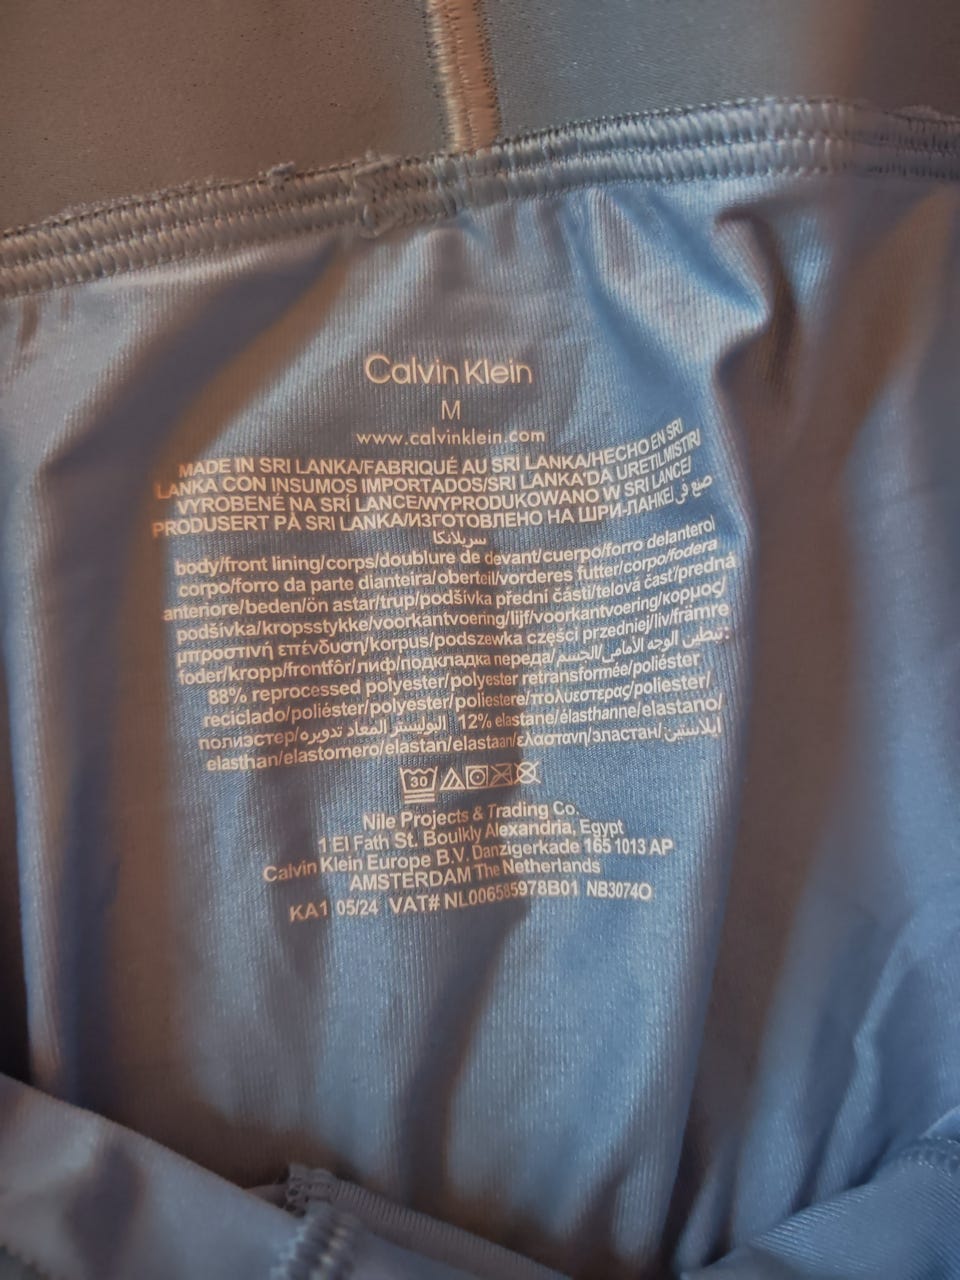 Calvin Klein
M
www.calvinklein.com
MADE IN SRI LANKA/FABRIQUÉ AU SRI LANKA/HECHO EN SRI
LANKA CON INSUMOS IMPORTADOS/SRI LANKA'DA URETILMISTIR/
VYROBENÉ NA SRÍ LANCE/WYPRODUKOWANO W SRI LANCE/
PRODUSERT PÅ SRI LANKA/ИЗГОТОВЛЕНО НА ШРИ-ЛАНКЕ/صنع في
سريلانكا
body/front lining/corps/doublure de devant/cuerpo/forro delantero/
corpo/forro da parte dianteira/oberteil/vorderes futter/corpo/fodera
anteriore/beden/ön astar/trup/podšívka přední části/telová časť/predná
podšívka/kropsstykke/voorkantvoering/lijf/voorkantvoering/κορμος/
μπροστινή επένδυση/korpus/podszewka części przedniej/liv/främre
foder/kropp/frontfôr/лиф/подкладка переда/تبطين الوجه الأمامي/الجسم:
88% reprocessed polyester/polyester retransformée/poliéster
reciclado/poliéster/polyester/poliestere/πολυεστερας/poliester/
полиэстер/البوليستر المعاد تدويره 12% elastane/élasthanne/elastano/
elasthan/elastomero/elastan/elastaan/ελαστανη/эластан/ايلاستين
30
Nile Projects & Trading Co.
1 El Fath St. Bouikly Alexandria, Egypt
Calvin Klein Europe B.V. Danzigerkade 165 1013 AP
AMSTERDAM The Netherlands
KA1 05/24 VAT# NL006585978B01 NB3074O